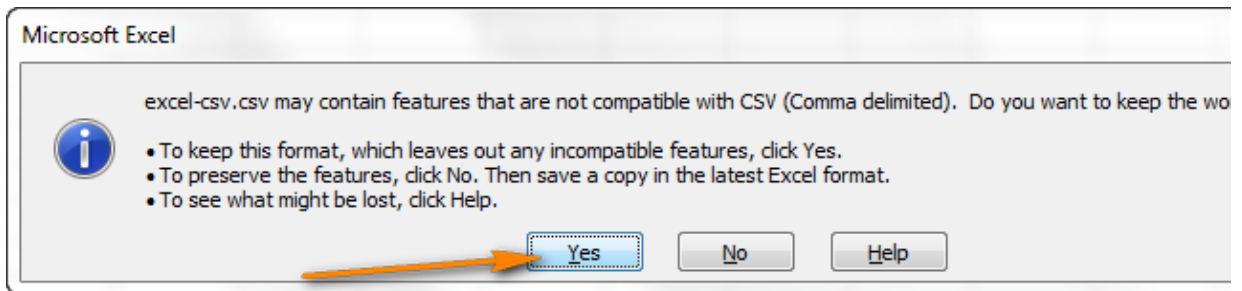 Microsoft Excel
excel-csv.csv may contain features that are not compatible with CSV (Comma delimited).  Do you want to keep the
• To keep this format, which leaves out any incompatible features, click Yes.
• To preserve the features, click No. Then save a copy in the latest Excel format.
• To see what might be lost, click Help.
Yes No Help